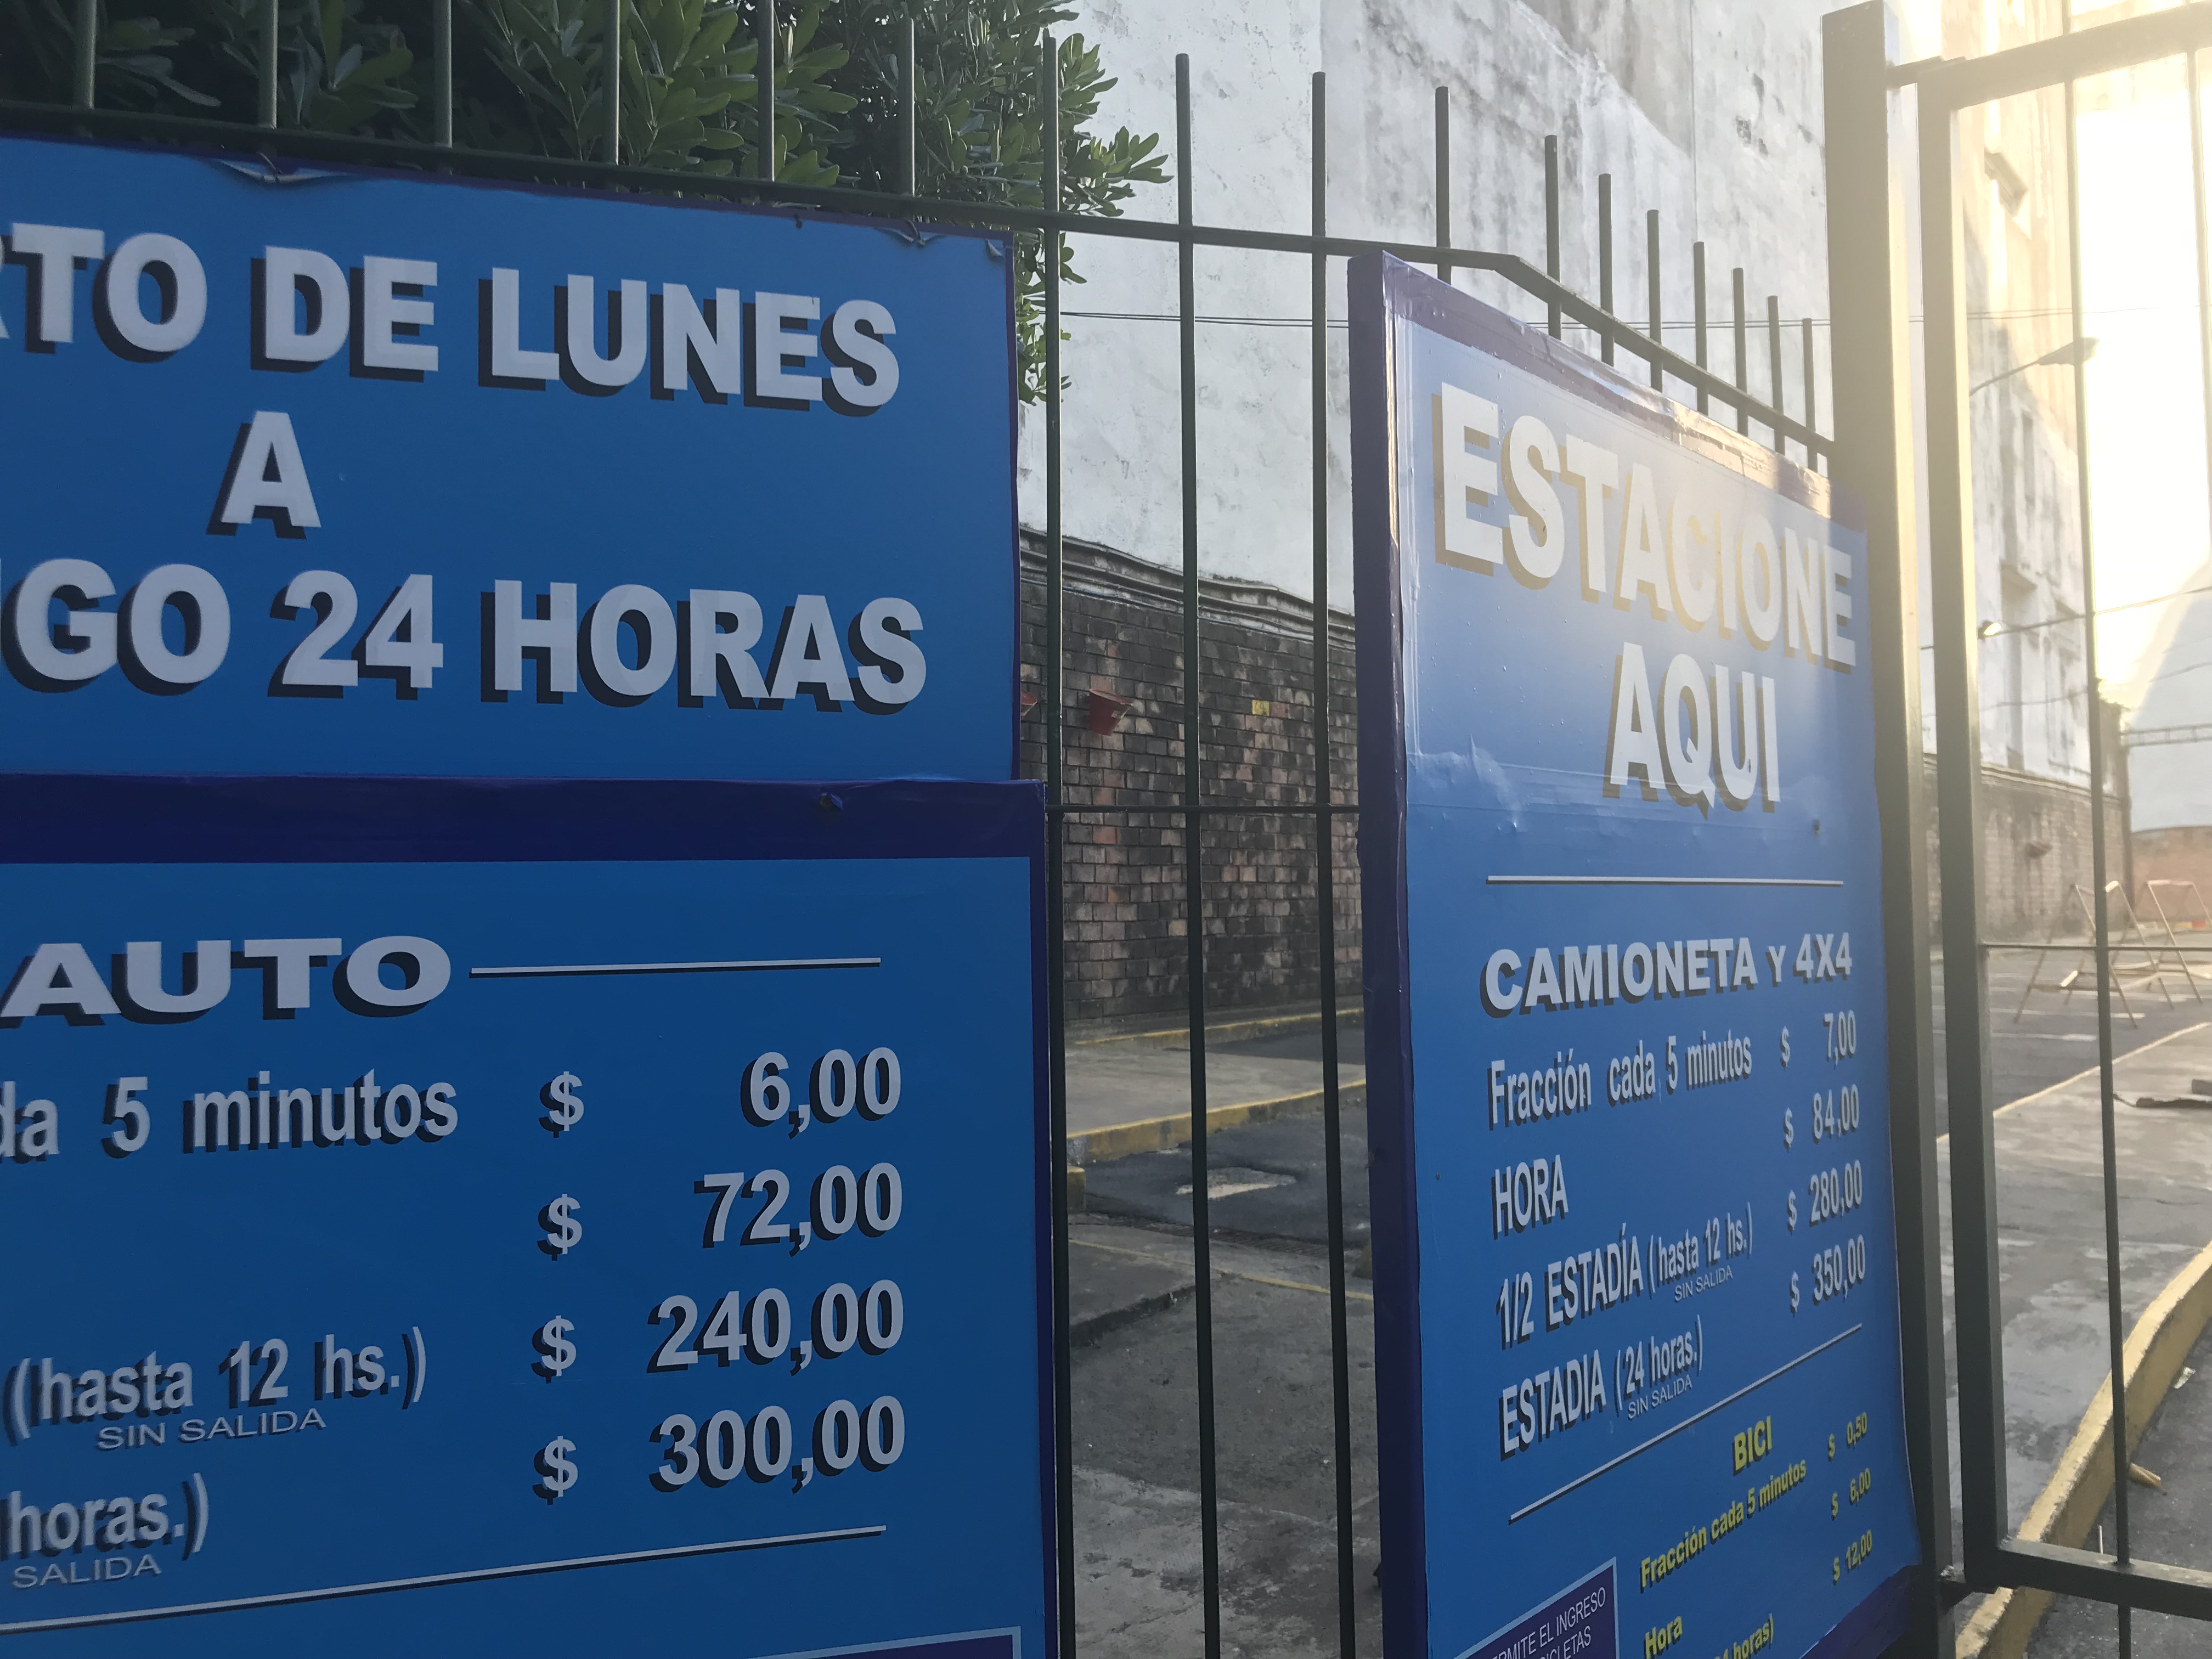 RTO DE LUNES
A
GO 24 HORAS
AUTO
da 5 minutos $ 6,00
$ 72,00
(hasta 12 hs.) $ 240,00
SIN SALIDA
horas.) $ 300,00
SALIDA
ESTACIONE
AQUI
CAMIONETA Y 4X4
Fracción cada 5 minutos $ 7,00
HORA $ 84,00
1/2 ESTADÍA (hasta 12 hs.) $ 280,00
SIN SALIDA
ESTADIA (24 horas.) $ 350,00
SIN SALIDA
BICI
Fracción cada 5 minutos $ 0,50
Hora $ 6,00
horas) $ 12,00
RMITE EL INGRESO
ICLETAS